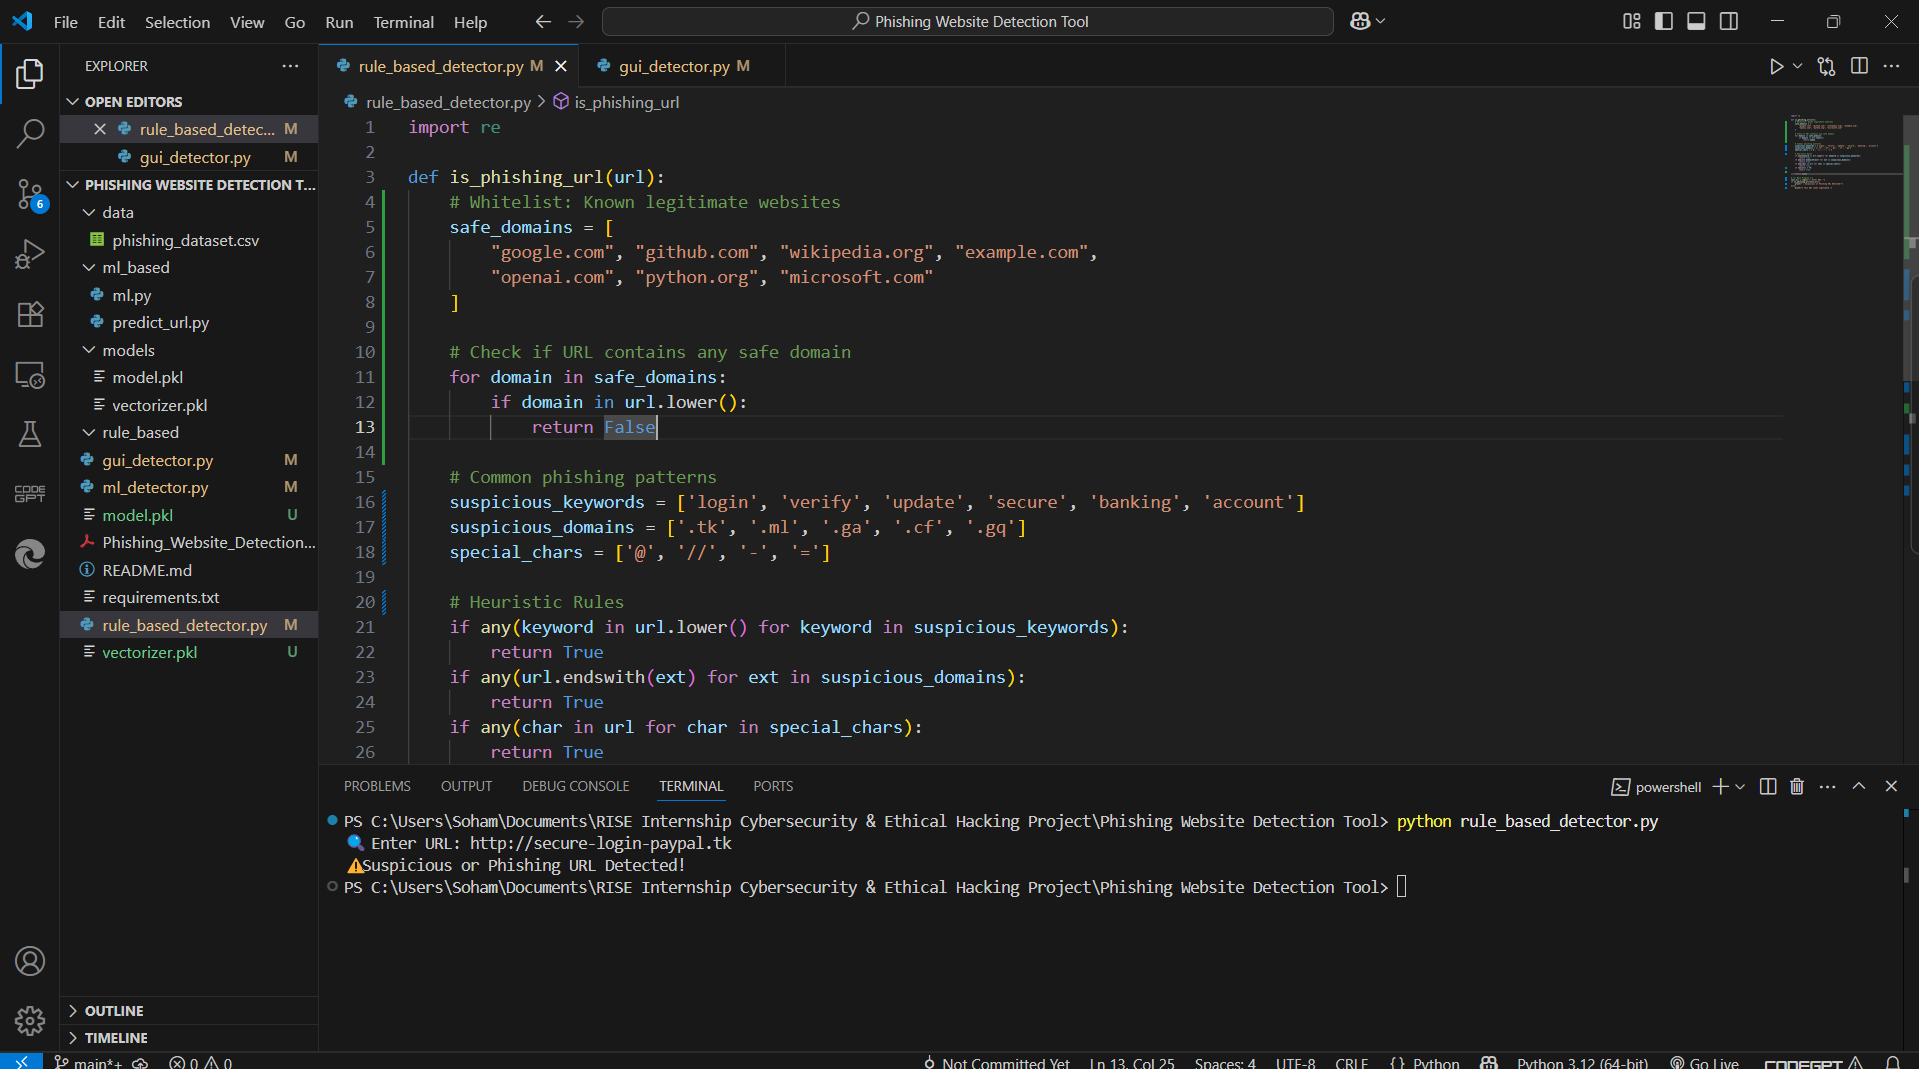 File Edit Selection View Go Run Terminal Help
Phishing Website Detection Tool
EXPLORER
OPEN EDITORS
rule_based_detec... M
gui_detector.py M
PHISHING WEBSITE DETECTION T...
data
phishing_dataset.csv
ml_based
ml.py
predict_url.py
models
model.pkl
vectorizer.pkl
rule_based
gui_detector.py M
ml_detector.py M
model.pkl U
Phishing_Website_Detection...
README.md
requirements.txt
rule_based_detector.py M
vectorizer.pkl U
OUTLINE
TIMELINE
6
CODE
GPT
rule_based_detector.py M
gui_detector.py M
rule_based_detector.py > is_phishing_url
1 import re
2
3 def is_phishing_url(url):
4 # Whitelist: Known legitimate websites
5 safe_domains = [
6 "google.com", "github.com", "wikipedia.org", "example.com",
7 "openai.com", "python.org", "microsoft.com"
8 ]
9
10 # Check if URL contains any safe domain
11 for domain in safe_domains:
12 if domain in url.lower():
13 return False
14
15 # Common phishing patterns
16 suspicious_keywords = ['login', 'verify', 'update', 'secure', 'banking', 'account']
17 suspicious_domains = ['.tk', '.ml', '.ga', '.cf', '.gq']
18 special_chars = ['@', '//', '-', '=']
19
20 # Heuristic Rules
21 if any(keyword in url.lower() for keyword in suspicious_keywords):
22 return True
23 if any(url.endswith(ext) for ext in suspicious_domains):
24 return True
25 if any(char in url for char in special_chars):
26 return True
PROBLEMS OUTPUT DEBUG CONSOLE TERMINAL PORTS
powershell
PS C:\Users\Soham\Documents\RISE Internship Cybersecurity & Ethical Hacking Project\Phishing Website Detection Tool> python rule_based_detector.py
Enter URL: http://secure-login-paypal.tk
Suspicious or Phishing URL Detected!
PS C:\Users\Soham\Documents\RISE Internship Cybersecurity & Ethical Hacking Project\Phishing Website Detection Tool>
main*+ 0 0 Not Committed Yet Ln 13, Col 25 Spaces: 4 UTF-8 CRLF {} Python Python 3.12 (64-bit) Go Live CODEGPT